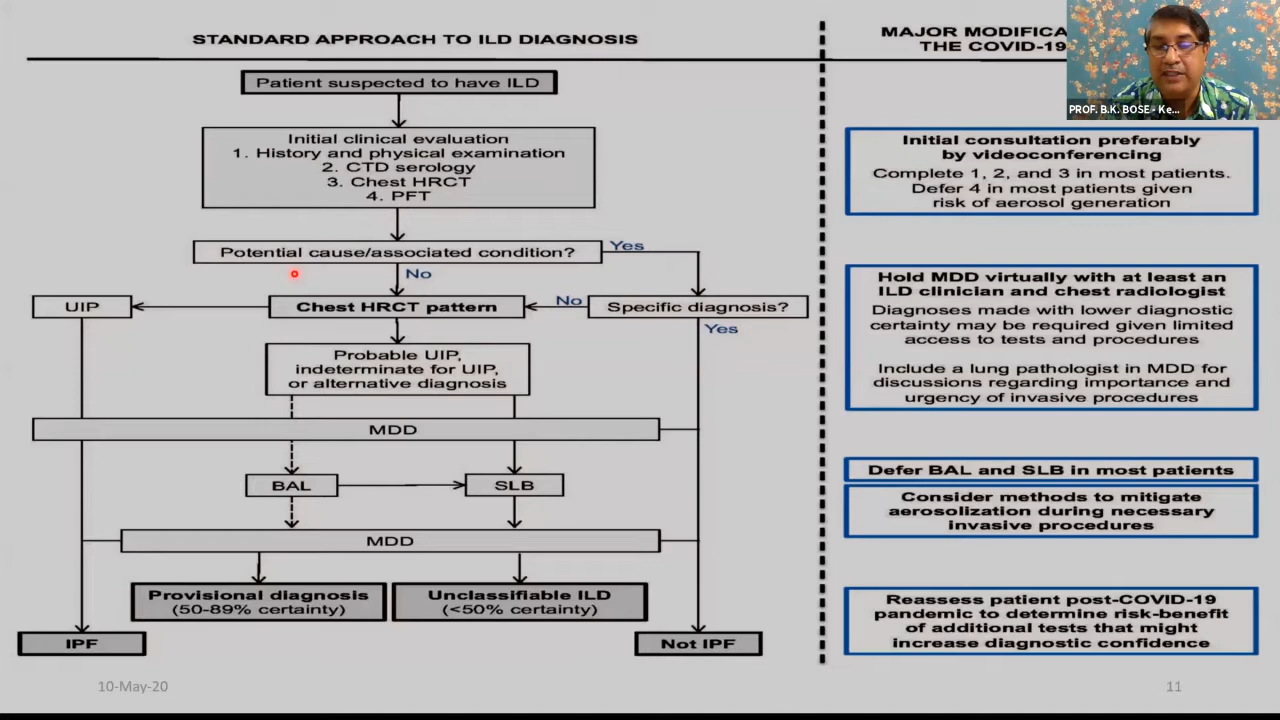 STANDARD APPROACH TO ILD DIAGNOSIS
Patient suspected to have ILD
Initial clinical evaluation
1. History and physical examination
2. CTD serology
3. Chest HRCT
4. PFT
Potential cause/associated condition?
Yes
No
UIP
Chest HRCT pattern
No
Specific diagnosis?
Yes
Probable UIP,
indeterminate for UIP,
or alternative diagnosis
MDD
BAL
SLB
MDD
Provisional diagnosis
(50-89% certainty)
Unclassifiable ILD
(<50% certainty)
IPF
Not IPF
MAJOR
THE COVID-19
PROF. B.K. BOSE - Ke...
Initial consultation preferably
by videoconferencing
Complete 1, 2, and 3 in most patients.
Defer 4 in most patients given
risk of aerosol generation
Hold MDD virtually with at least an
ILD clinician and chest radiologist
Diagnoses made with lower diagnostic
certainty may be required given limited
access to tests and procedures
Include a lung pathologist in MDD for
discussions regarding importance and
urgency of invasive procedures
Defer BAL and SLB in most patients
Consider methods to mitigate
aerosolization during necessary
invasive procedures
Reassess patient post-COVID-19
pandemic to determine risk-benefit
of additional tests that might
increase diagnostic confidence
10-May-20
11